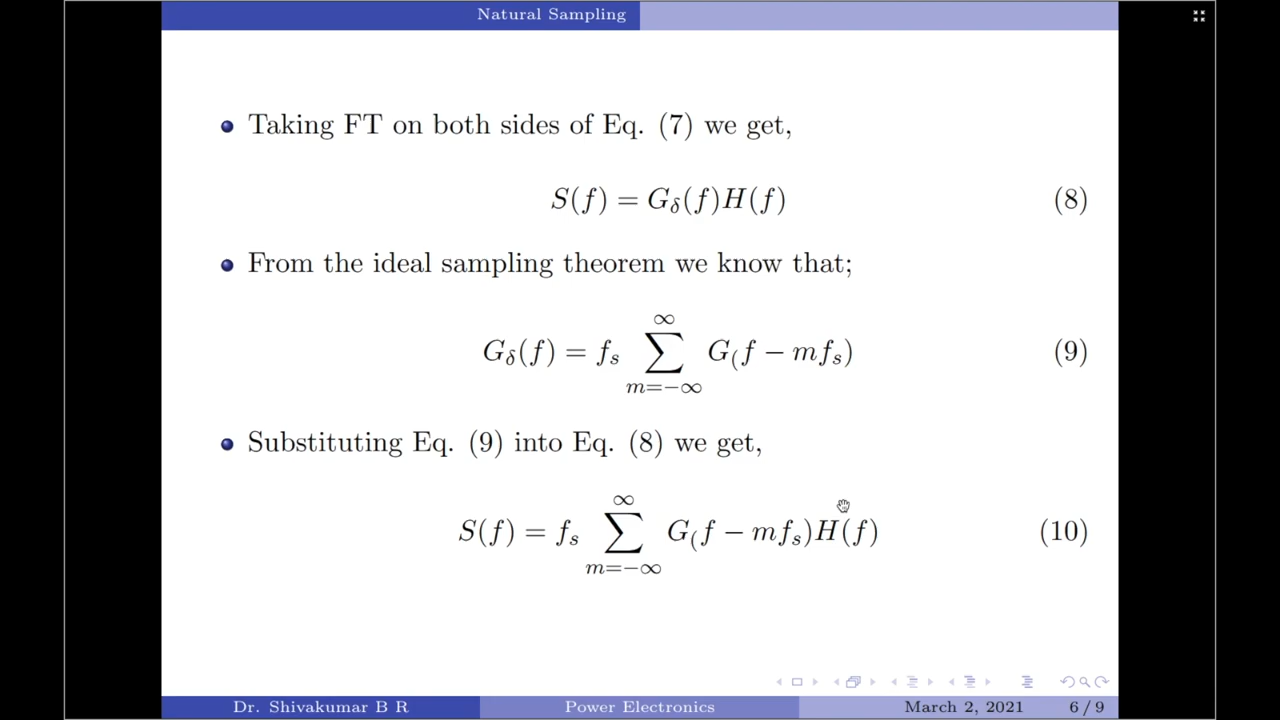 Natural Sampling
Taking FT on both sides of Eq. (7) we get,
S(f) = G_δ(f)H(f) (8)
From the ideal sampling theorem we know that;
G_δ(f) = f_s ∑_{m=−∞}^{∞} G_(f − mf_s) (9)
Substituting Eq. (9) into Eq. (8) we get,
S(f) = f_s ∑_{m=−∞}^{∞} G_(f − mf_s)H(f) (10)
Dr. Shivakumar B R Power Electronics March 2, 2021 6 / 9